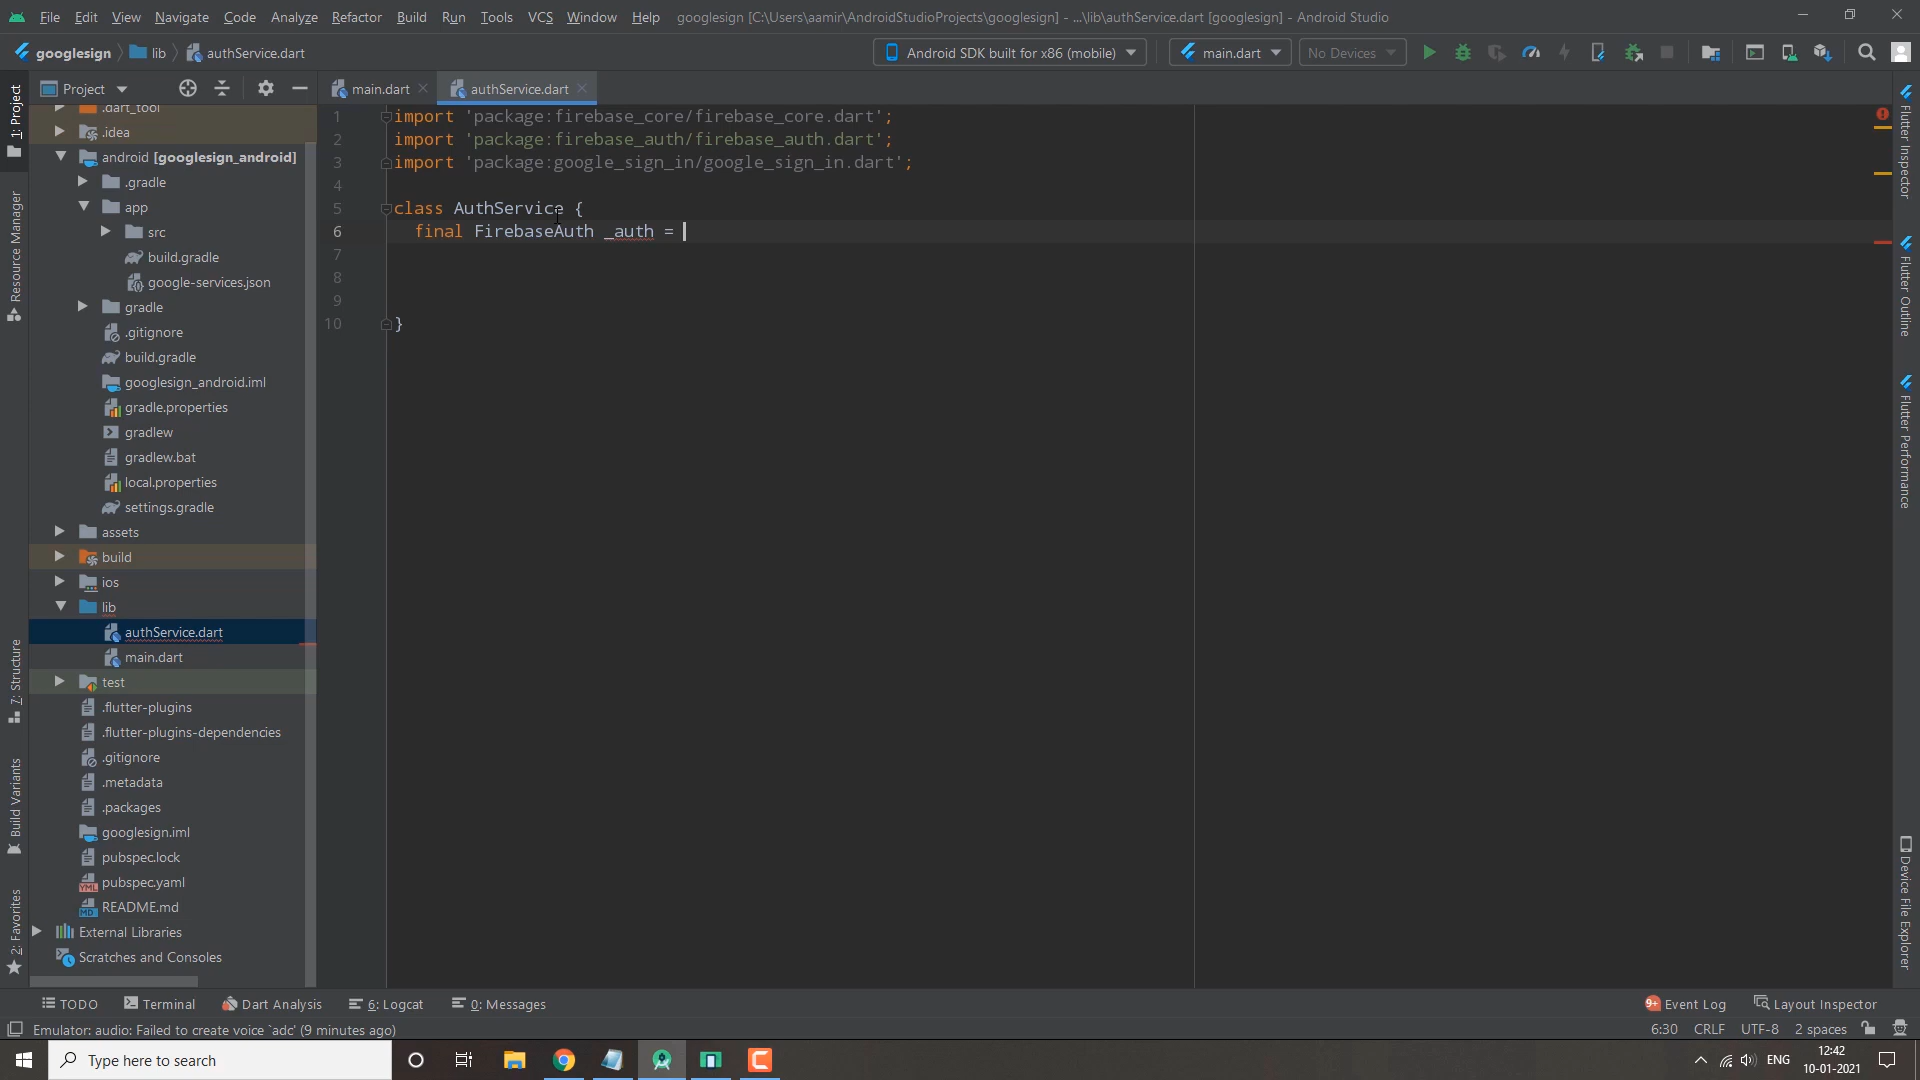 File Edit View Navigate Code Analyze Refactor Build Run Tools VCS Window Help googlesign [C:\Users\aamir\AndroidStudioProjects\googlesign] - ...\lib\authService.dart [googlesign] - Android Studio
googlesign lib authService.dart Android SDK built for x86 (mobile) main.dart No Devices
Project main.dart authService.dart
1: Project
Resource Manager
7: Structure
Build Variants
2: Favorites
.dart_tool
.idea
android [googlesign_android]
.gradle
app
src
build.gradle
google-services.json
gradle
.gitignore
build.gradle
googlesign_android.iml
gradle.properties
gradlew
gradlew.bat
local.properties
settings.gradle
assets
build
ios
lib
authService.dart
main.dart
test
.flutter-plugins
.flutter-plugins-dependencies
.gitignore
.metadata
.packages
googlesign.iml
pubspec.lock
pubspec.yaml
README.md
External Libraries
Scratches and Consoles
1 import 'package:firebase_core/firebase_core.dart';
2 import 'package:firebase_auth/firebase_auth.dart';
3 import 'package:google_sign_in/google_sign_in.dart';
4
5 class AuthService {
6 final FirebaseAuth _auth =
7
8
9
10 }
Flutter Inspector
Flutter Outline
Flutter Performance
Device File Explorer
TODO Terminal Dart Analysis 6: Logcat 0: Messages 9+ Event Log Layout Inspector
Emulator: audio: Failed to create voice `adc' (9 minutes ago) 6:30 CRLF UTF-8 2 spaces
Type here to search ENG 12:42
10-01-2021